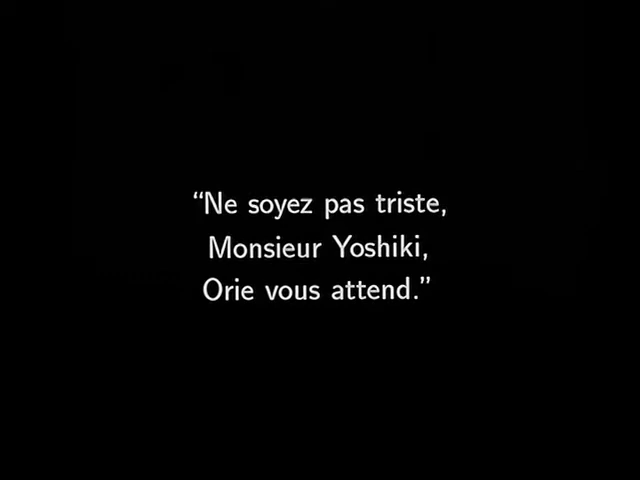 “Ne soyez pas triste,
Monsieur Yoshiki,
Orie vous attend.”